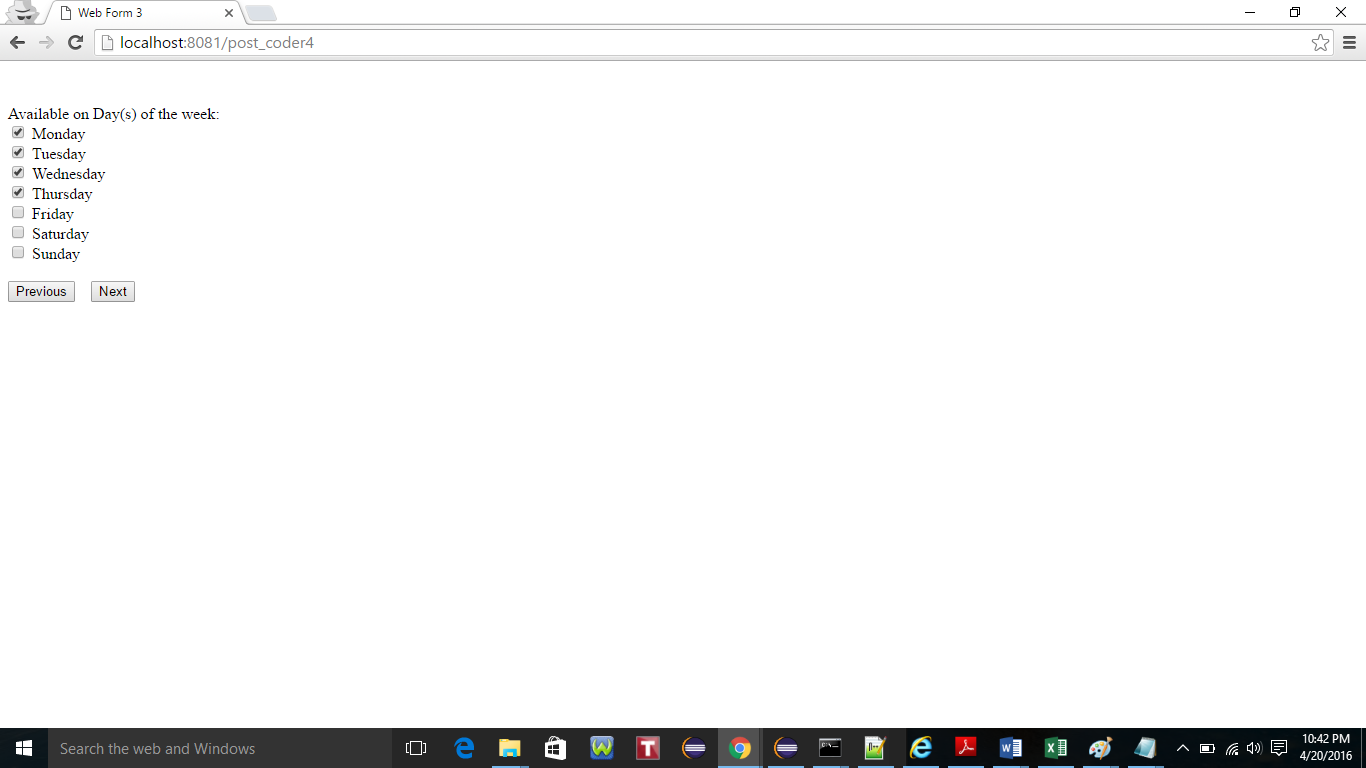 Web Form 3
localhost:8081/post_coder4
Available on Day(s) of the week:
Monday
Tuesday
Wednesday
Thursday
Friday
Saturday
Sunday
Previous Next
Search the web and Windows
10:42 PM
4/20/2016